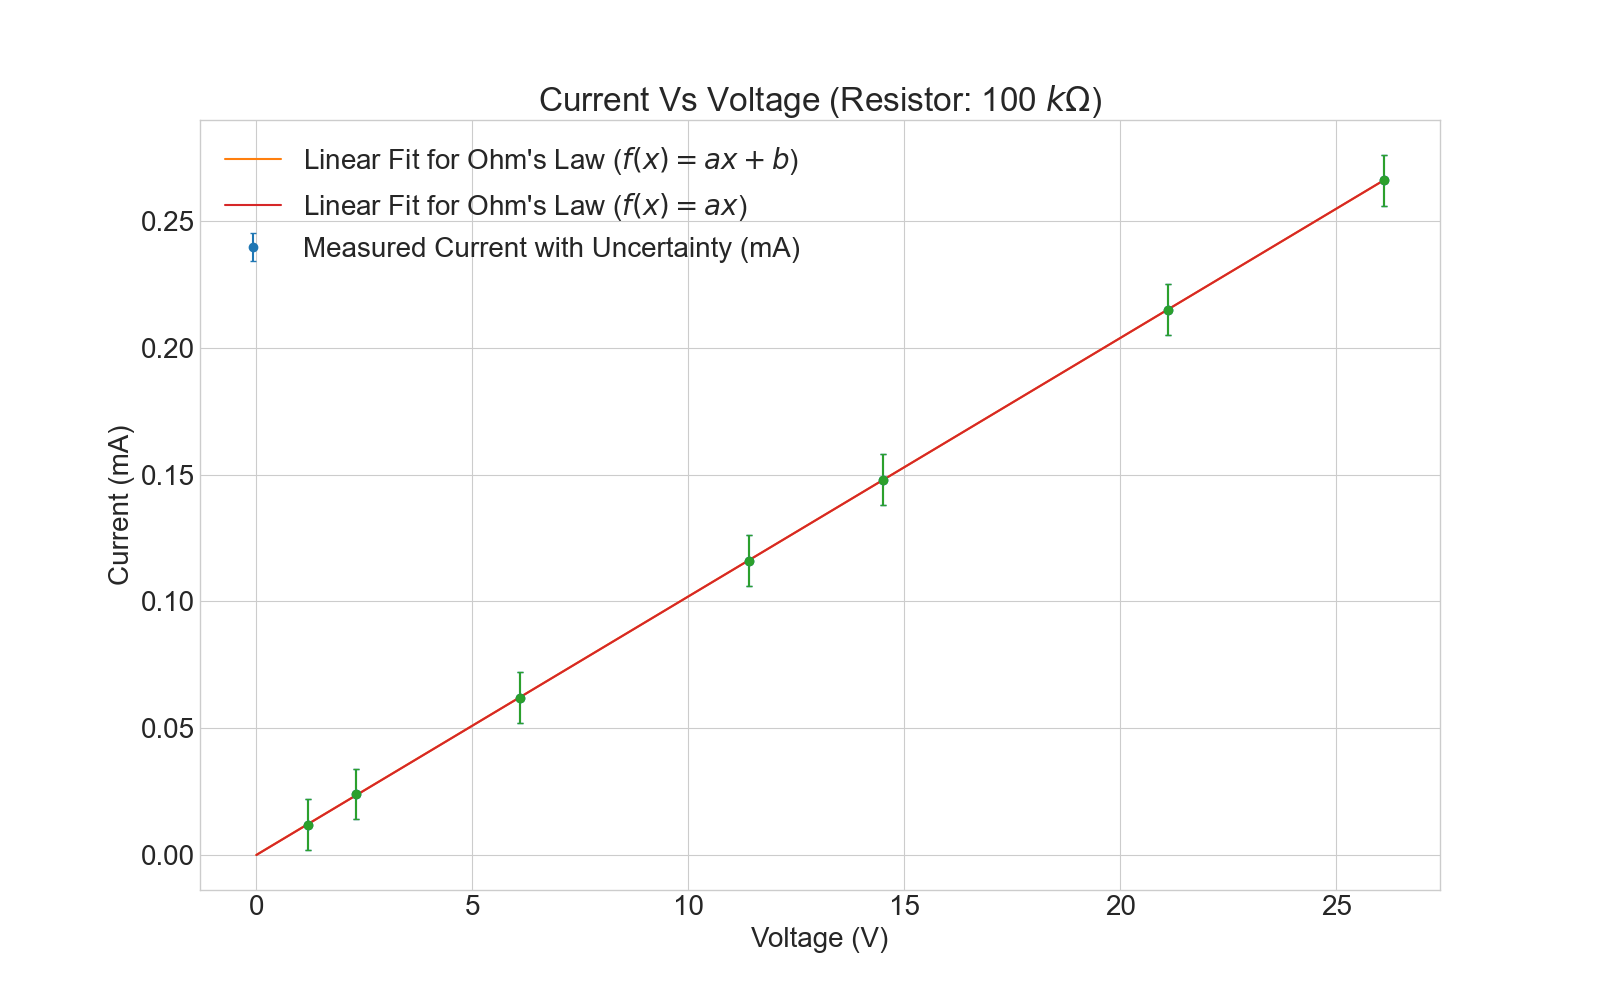 Current Vs Voltage (Resistor: 100 kΩ)
Linear Fit for Ohm's Law (f(x) = ax + b)
Linear Fit for Ohm's Law (f(x) = ax)
Measured Current with Uncertainty (mA)
0.25
0.20
0.15
0.10
0.05
0.00
Current (mA)
0 5 10 15 20 25
Voltage (V)